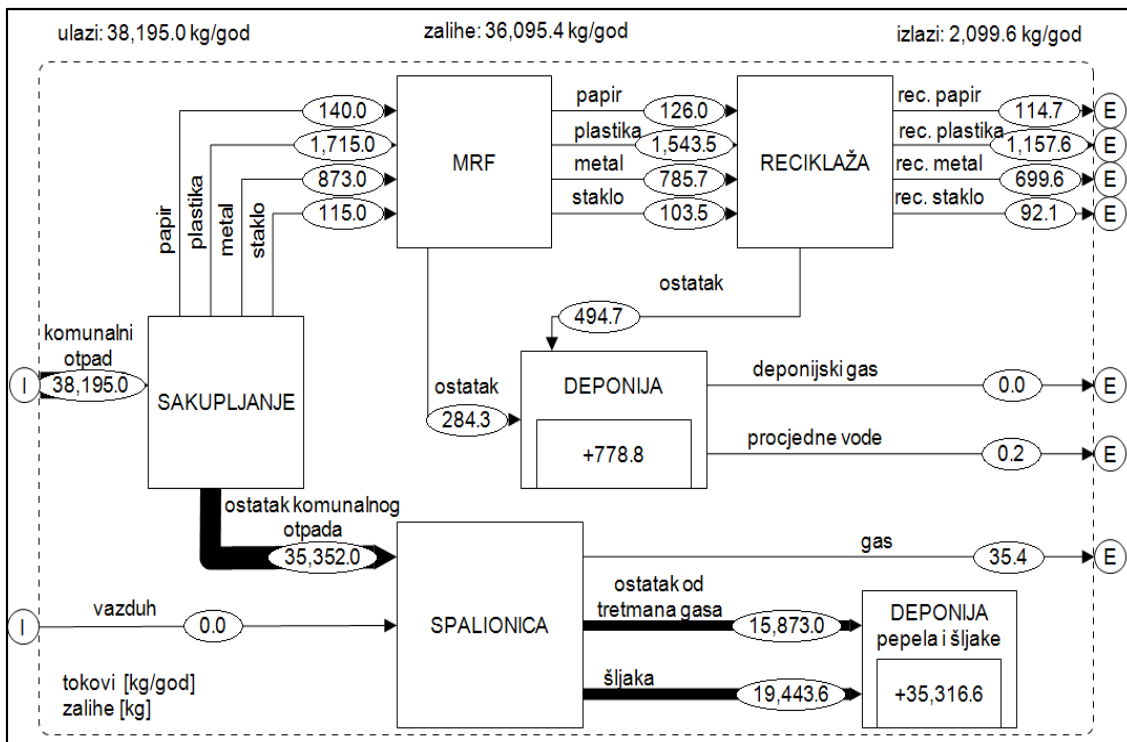 ulazi: 38,195.0 kg/god
zalihe: 36,095.4 kg/god
izlazi: 2,099.6 kg/god
papir
plastika
metal
staklo
140.0
1,715.0
873.0
115.0
MRF
papir
126.0
plastika
1,543.5
metal
785.7
staklo
103.5
RECIKLAŽA
rec. papir
114.7
E
rec. plastika
1,157.6
E
rec. metal
699.6
E
rec. staklo
92.1
E
ostatak
494.7
komunalni
otpad
I
38,195.0
SAKUPLJANJE
ostatak
284.3
DEPONIJA
+778.8
deponijski gas
0.0
E
procjedne vode
0.2
E
ostatak komunalnog
otpada
35,352.0
gas
35.4
E
vazduh
I
0.0
SPALIONICA
ostatak od
tretmana gasa
15,873.0
šljaka
19,443.6
DEPONIJA
pepela i šljake
+35,316.6
tokovi [kg/god]
zalihe [kg]